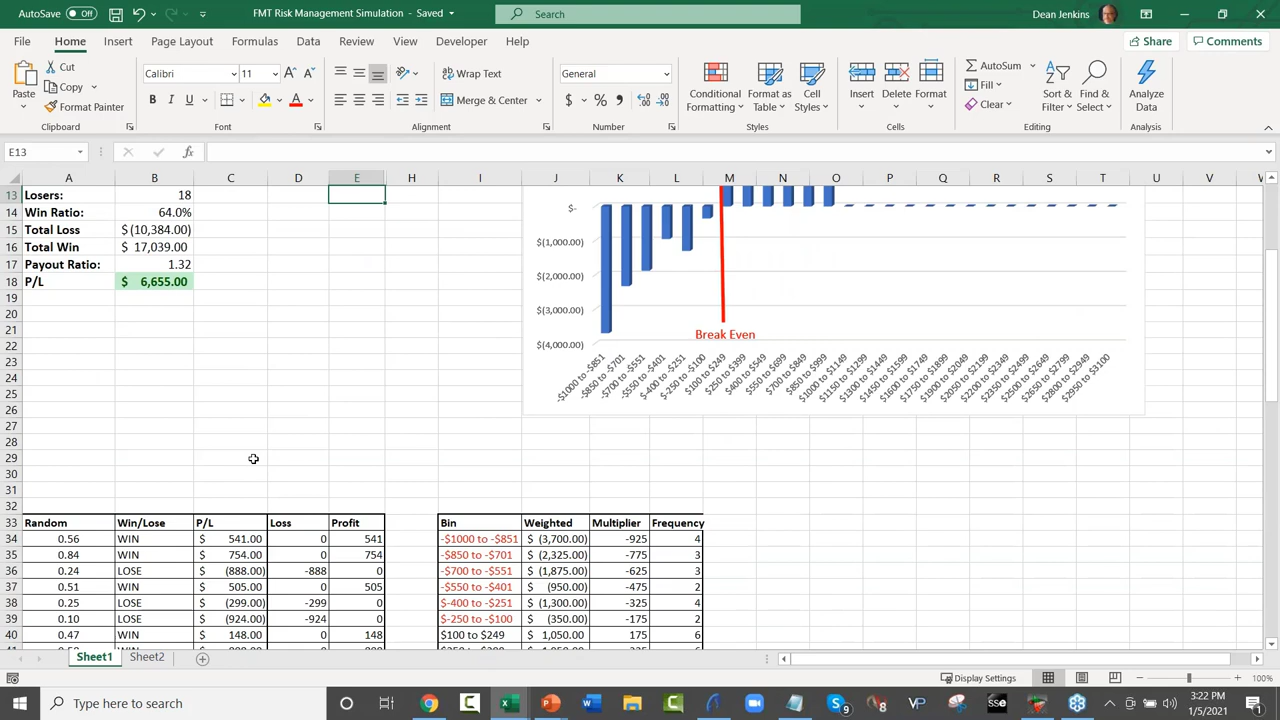 AutoSave Off FMT Risk Management Simulation - Saved Search Dean Jenkins
File Home Insert Draw Page Layout Formulas Data Review View Developer Help Share Comments
Cut
Copy
Format Painter
Paste
Clipboard
Calibri 11
B I U
Font
Wrap Text
Merge & Center
Alignment
General
$ % ,
Number
Conditional Formatting
Format as Table
Cell Styles
Styles
Insert Delete Format
Cells
AutoSum
Fill
Clear
Sort & Filter
Find & Select
Editing
Analyze Data
Analysis
E13 fx
A B C D E H I J K L M N O P Q R S T U V
13 Losers: 18
14 Win Ratio: 64.0%
15 Total Loss $ (10,384.00)
16 Total Win $ 17,039.00
17 Payout Ratio: 1.32
18 P/L $ 6,655.00
19
20
21
22
23
24
25
26
27
28
29
30
31
32
$-
$(1,000.00)
$(2,000.00)
$(3,000.00)
$(4,000.00)
Break Even
-$1000 to -$851
-$850 to -$701
-$700 to -$551
-$550 to -$401
$-400 to -$251
$-250 to -$100
$100 to $249
$250 to $399
$400 to $549
$550 to $699
$700 to $849
$850 to $999
$1000 to $1149
$1150 to $1299
$1300 to $1449
$1450 to $1599
$1600 to $1749
$1750 to $1899
$1900 to $2049
$2050 to $2199
$2200 to $2349
$2350 to $2499
$2500 to $2649
$2650 to $2799
$2800 to $2949
$2950 to $3100
33 Random Win/Lose P/L Loss Profit Bin Weighted Multiplier Frequency
34 0.56 WIN $ 541.00 0 541 -$1000 to -$851 $ (3,700.00) -925 4
35 0.84 WIN $ 754.00 0 754 -$850 to -$701 $ (2,325.00) -775 3
36 0.24 LOSE $ (888.00) -888 0 -$700 to -$551 $ (1,875.00) -625 3
37 0.51 WIN $ 505.00 0 505 -$550 to -$401 $ (950.00) -475 2
38 0.25 LOSE $ (299.00) -299 0 $-400 to -$251 $ (1,300.00) -325 4
39 0.10 LOSE $ (924.00) -924 0 $-250 to -$100 $ (350.00) -175 2
40 0.47 WIN $ 148.00 0 148 $100 to $249 $ 1,050.00 175 6
Sheet1 Sheet2
Display Settings 100%
Type here to search
3:22 PM
1/5/2021